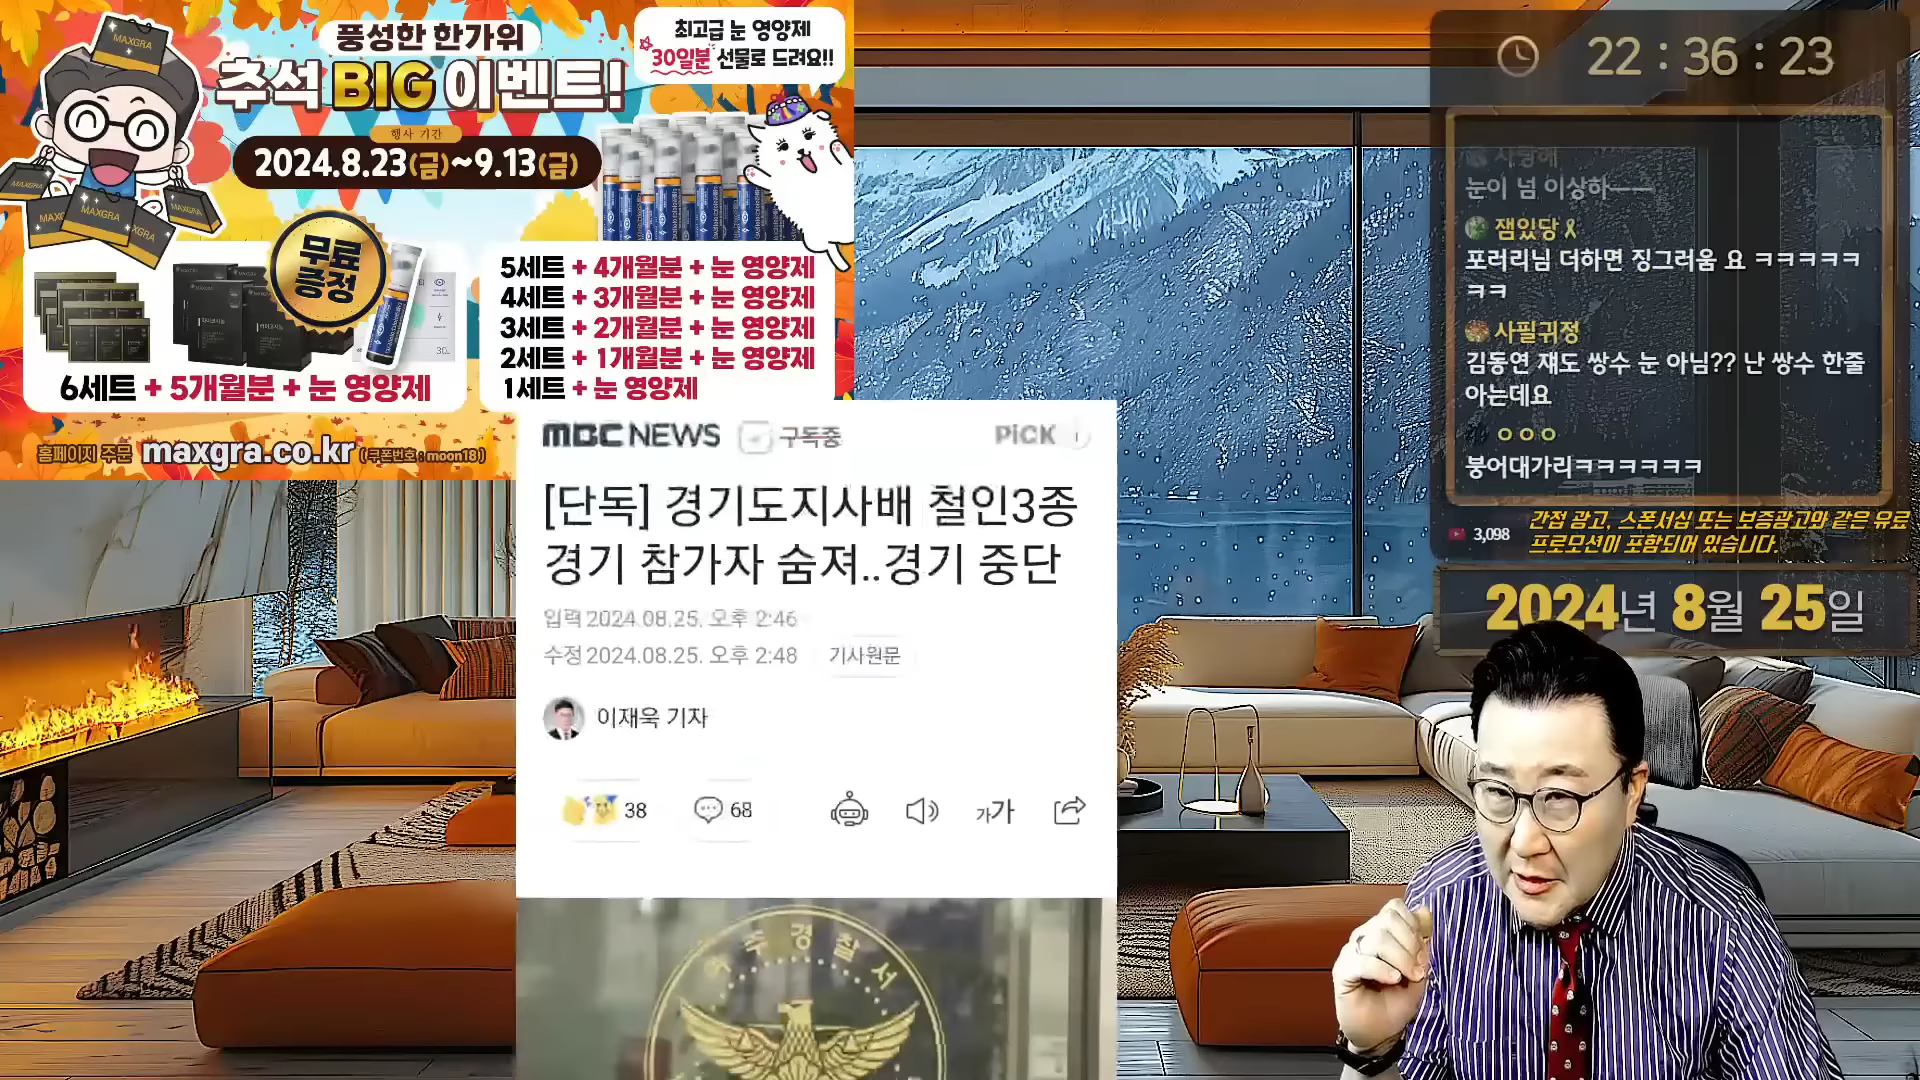 MAXGRA
풍성한 한가위
추석 BIG 이벤트!
행사 기간
2024.8.23(금)~9.13(금)
최고급 눈 영양제
30일분 선물로 드려요!!
MAXGRA
MAXGRA
MAXGRA
무료
증정
6세트 + 5개월분 + 눈 영양제
5세트 + 4개월분 + 눈 영양제
4세트 + 3개월분 + 눈 영양제
3세트 + 2개월분 + 눈 영양제
2세트 + 1개월분 + 눈 영양제
1세트 + 눈 영양제
홈페이지 주문 maxgra.co.kr (쿠폰번호 : moon18)
MBC NEWS 구독중 PiCK
[단독] 경기도지사배 철인3종
경기 참가자 숨져..경기 중단
입력 2024.08.25. 오후 2:46
수정 2024.08.25. 오후 2:48 기사원문
이재욱 기자
38 68 가가
주경찰서
22 : 36 : 23
눈이 넘 이상하——
잼있당
포러리님 더하면 징그러움 요 ㅋㅋㅋㅋㅋ
ㅋㅋ
사필귀정
김동연 쟤도 쌍수 눈 아님?? 난 쌍수 한줄
아는데요
ㅇㅇㅇ
붕어대가리ㅋㅋㅋㅋㅋㅋ
3,098
간접 광고, 스폰서십 또는 보증광고와 같은 유료
프로모션이 포함되어 있습니다.
2024년 8월 25일